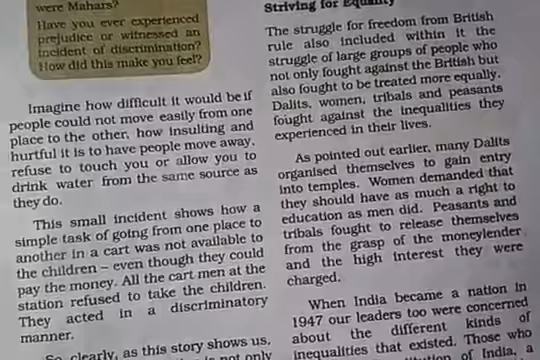 were Mahars?
Have you ever experienced
prejudice or witnessed an
incident of discrimination?
How did this make you feel?
Imagine how difficult it would be if
people could not move easily from one
place to the other, how insulting and
hurtful it is to have people move away,
refuse to touch you or allow you to
drink water from the same source as
they do.
This small incident shows how a
simple task of going from one place to
another in a cart was not available to
the children – even though they could
pay the money. All the cart men at the
station refused to take the children.
They acted in a discriminatory
manner.
So, clearly, as this story shows us,
is not only
Striving for Equality
The struggle for freedom from British
rule also included within it the
struggle of large groups of people who
not only fought against the British but
also fought to be treated more equally.
Dalits, women, tribals and peasants
fought against the inequalities they
experienced in their lives.
As pointed out earlier, many Dalits
organised themselves to gain entry
into temples. Women demanded that
they should have as much a right to
education as men did. Peasants and
tribals fought to release themselves
from the grasp of the moneylender
and the high interest they were
charged.
When India became a nation in
1947 our leaders too were concerned
about the different kinds of
inequalities that existed. Those who
of India, a